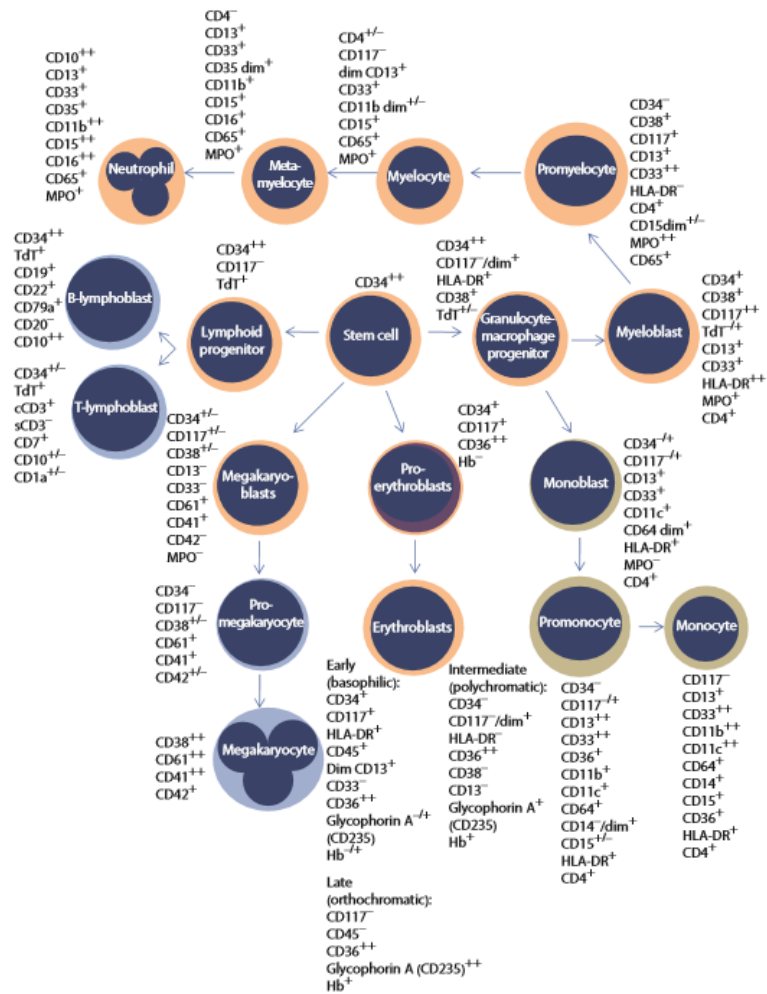 CD10⁺⁺
CD13⁺
CD33⁺
CD35⁺
CD11b⁺⁺
CD15⁺⁺
CD16⁺⁺
CD65⁺
MPO⁺
Neutrophil
CD4⁻
CD13⁺
CD33⁺
CD35 dim⁺
CD11b⁺
CD15⁺
CD16⁺
CD65⁺
MPO⁺
Meta-
myelocyte
CD4⁺/⁻
CD117⁻
dim CD13⁺
CD33⁺
CD11b dim⁺/⁻
CD15⁺
CD65⁺
MPO⁺
Myelocyte
Promyelocyte
CD34⁻
CD38⁺
CD117⁺
CD13⁺
CD33⁺⁺
HLA-DR⁻
CD4⁺
CD15dim⁺/⁻
MPO⁺⁺
CD65⁺
CD34⁺⁺
TdT⁺
CD19⁺
CD22⁺
CD79a⁺
CD20⁻
CD10⁺⁺
B-lymphoblast
CD34⁺⁺
CD117⁻
TdT⁺
Lymphoid
progenitor
CD34⁺⁺
Stem cell
CD34⁺⁺
CD117⁻/dim⁺
HLA-DR⁺
CD38⁺
TdT⁺/⁻
Granulocyte-
macrophage
progenitor
Myeloblast
CD34⁺
CD38⁺
CD117⁺⁺
TdT⁻/⁺
CD13⁺
CD33⁺
HLA-DR⁺⁺
MPO⁺
CD4⁺
CD34⁺/⁻
TdT⁺
cCD3⁺
sCD3⁻
CD7⁺
CD10⁺/⁻
CD1a⁺/⁻
T-lymphoblast
CD34⁺/⁻
CD117⁺/⁻
CD38⁺/⁻
CD13⁻
CD33⁻
CD61⁺
CD41⁺
CD42⁻
MPO⁻
Megakaryo-
blasts
CD34⁺
CD117⁺
CD36⁺⁺
Hb⁻
Pro-
erythroblasts
Monoblast
CD34⁻/⁺
CD117⁻/⁺
CD13⁺
CD33⁺
CD11c⁺
CD64 dim⁺
HLA-DR⁺
MPO⁻
CD4⁺
CD34⁻
CD117⁻
CD38⁺/⁻
CD61⁺
CD41⁺
CD42⁺/⁻
Pro-
megakaryocyte
Erythroblasts
Promonocyte
Monocyte
CD38⁺⁺
CD61⁺⁺
CD41⁺⁺
CD42⁺
Megakaryocyte
Early
(basophilic):
CD34⁺
CD117⁺
HLA-DR⁺
CD45⁺
Dim CD13⁺
CD33⁻
CD36⁺⁺
Glycophorin A⁻/⁺
(CD235)
Hb⁻/⁺
Intermediate
(polychromatic):
CD34⁻
CD117⁻/dim⁺
HLA-DR⁻
CD36⁺⁺
CD38⁻
CD13⁻
Glycophorin A⁺
(CD235)
Hb⁺
CD34⁻
CD117⁻/⁺
CD13⁺⁺
CD33⁺⁺
CD36⁺
CD11b⁺
CD11c⁺
CD64⁺
CD14⁻/dim⁺
CD15⁺/⁻
HLA-DR⁺
CD4⁺
CD117⁻
CD13⁺
CD33⁺⁺
CD11b⁺⁺
CD11c⁺⁺
CD64⁺
CD14⁺
CD15⁺
CD36⁺
HLA-DR⁺
CD4⁺
Late
(orthochromatic):
CD117⁻
CD45⁻
CD36⁺⁺
Glycophorin A (CD235)⁺⁺
Hb⁺